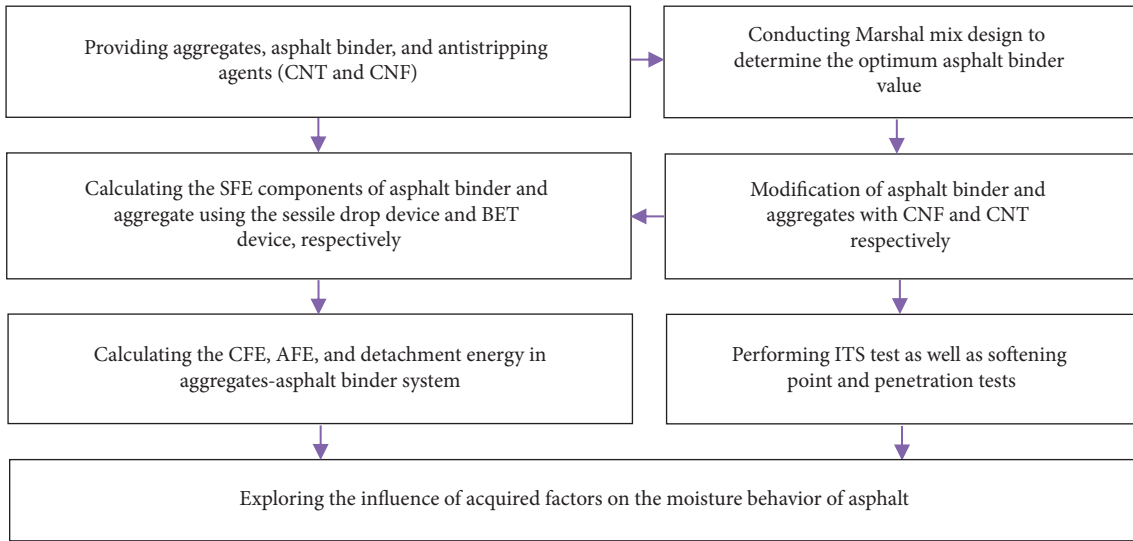 Providing aggregates, asphalt binder, and antistripping
agents (CNT and CNF)
Conducting Marshal mix design to
determine the optimum asphalt binder
value
Calculating the SFE components of asphalt binder and
aggregate using the sessile drop device and BET
device, respectively
Modification of asphalt binder and
aggregates with CNF and CNT
respectively
Calculating the CFE, AFE, and detachment energy in
aggregates-asphalt binder system
Performing ITS test as well as softening
point and penetration tests
Exploring the influence of acquired factors on the moisture behavior of asphalt